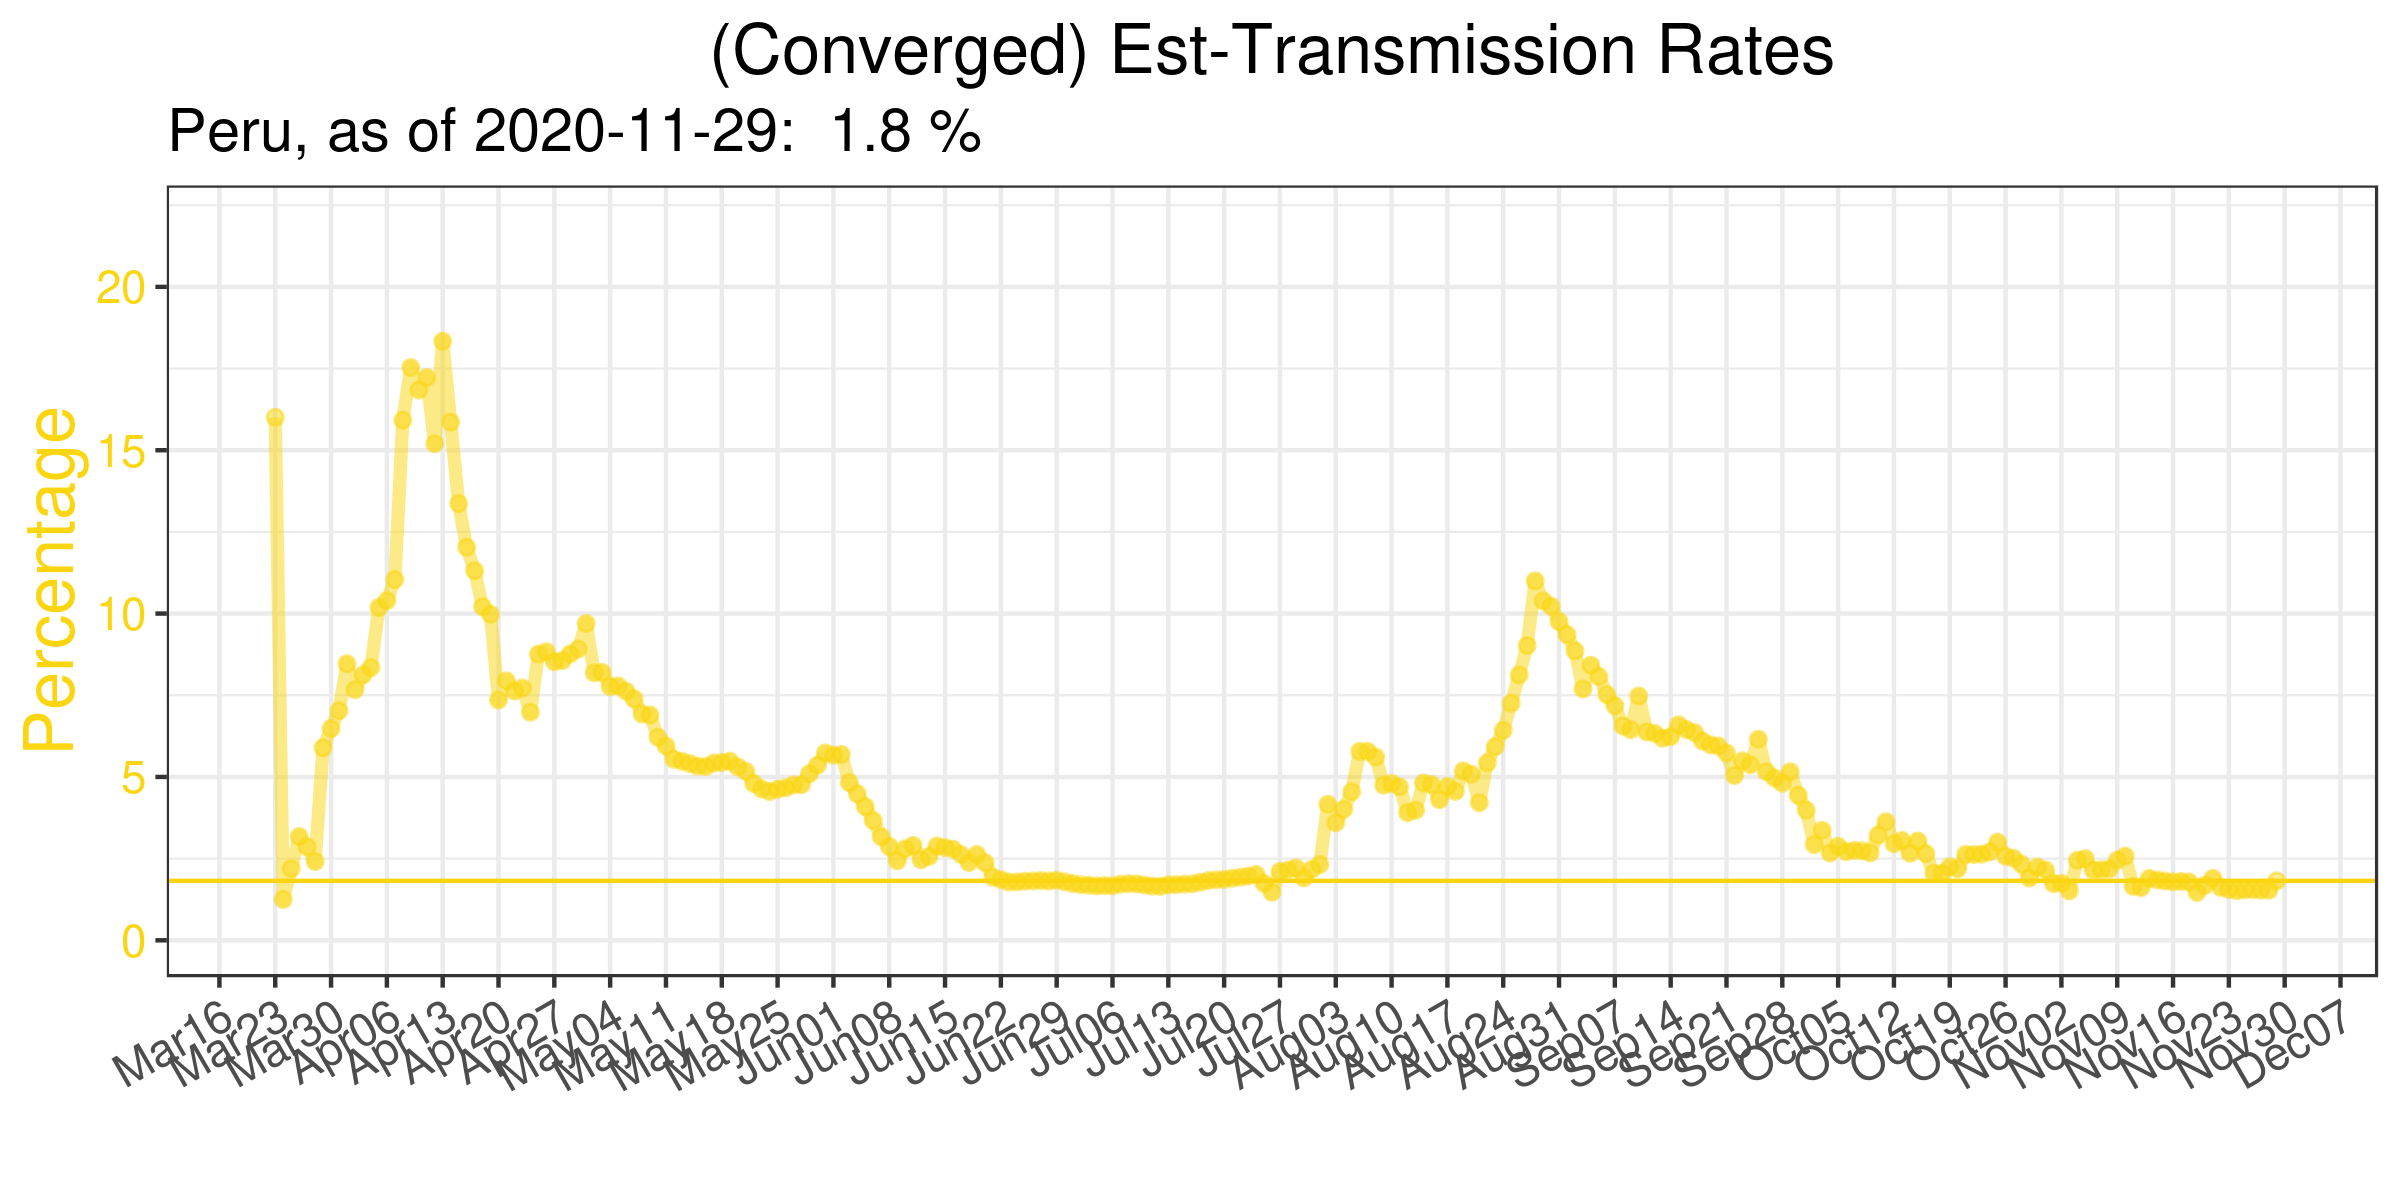 (Converged) Est-Transmission Rates
Peru, as of 2020-11-29:  1.8 %
Percentage
20
15
10
5
0
Mar16
Mar23
Mar30
Apr06
Apr13
Apr20
Apr27
May04
May11
May18
May25
Jun01
Jun08
Jun15
Jun22
Jun29
Jul06
Jul13
Jul20
Jul27
Aug03
Aug10
Aug17
Aug24
Aug31
Sep07
Sep14
Sep21
Sep28
Oct05
Oct12
Oct19
Oct26
Nov02
Nov09
Nov16
Nov23
Nov30
Dec07